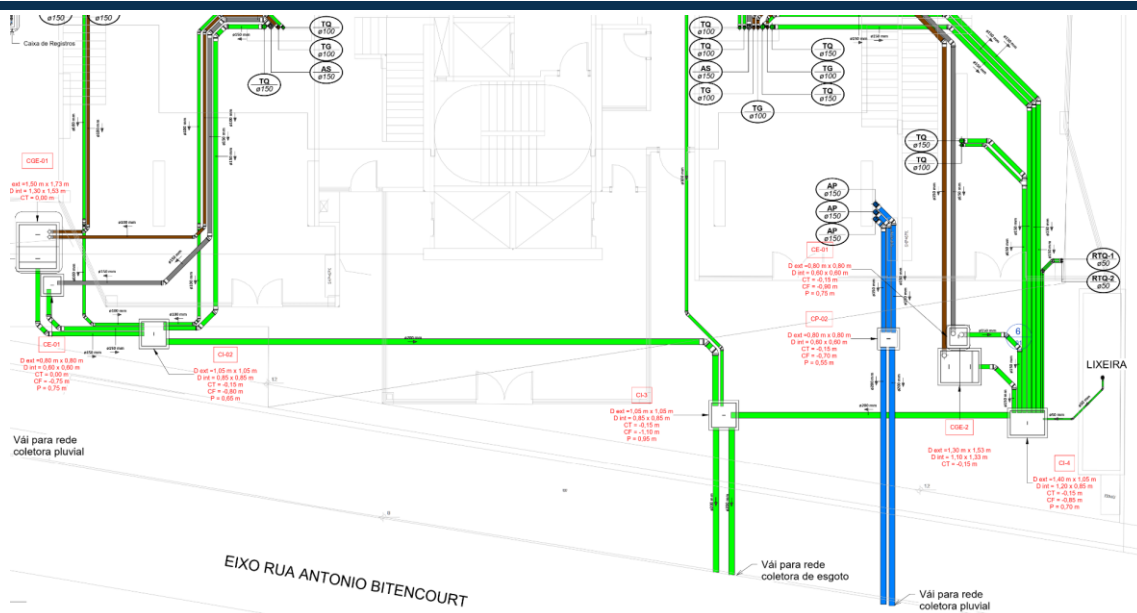 ø150
ø150
Caixa de Registros
TQ
ø100
TG
ø100
AS
ø150
TQ
ø150
TQ
ø100
TQ
ø100
AS
ø150
TG
ø100
TG
ø100
TQ
ø150
TG
ø100
TQ
ø150
TQ
ø150
TQ
ø100
AP
ø150
AP
ø150
AP
ø150
RTQ-1
ø50
RTQ-2
ø50
CGE-01
ext =1,50 m x 1,73 m
D int = 1,30 x 1,53 m
CT = 0,00 m
CE-01
D ext =0,80 m x 0,80 m
D int = 0,60 x 0,60 m
CT = 0,00 m
CF = -0,75 m
P = 0,75 m
CI-02
D ext =1,05 m x 1,05 m
D int = 0,85 x 0,85 m
CT = -0,15 m
CF = -0,80 m
P = 0,65 m
CE-01
D ext =0,80 m x 0,80 m
D int = 0,60 x 0,60 m
CT = -0,15 m
CF = -0,90 m
P = 0,75 m
CP-02
D ext =0,80 m x 0,80 m
D int = 0,60 x 0,60 m
CT = -0,15 m
CF = -0,70 m
P = 0,55 m
CI-3
D ext =1,05 m x 1,05 m
D int = 0,85 x 0,85 m
CT = -0,15 m
CF = -1,10 m
P = 0,95 m
CGE-2
D ext =1,30 m x 1,53 m
D int = 1,10 x 1,33 m
CT = -0,15 m
CI-4
D ext =1,40 m x 1,05 m
D int = 1,20 x 0,85 m
CT = -0,15 m
CF = -0,85 m
P = 0,70 m
6
LIXEIRA
Vái para rede
coletora pluvial
EIXO RUA ANTONIO BITENCOURT
Vái para rede
coletora de esgoto
Vái para rede
coletora pluvial